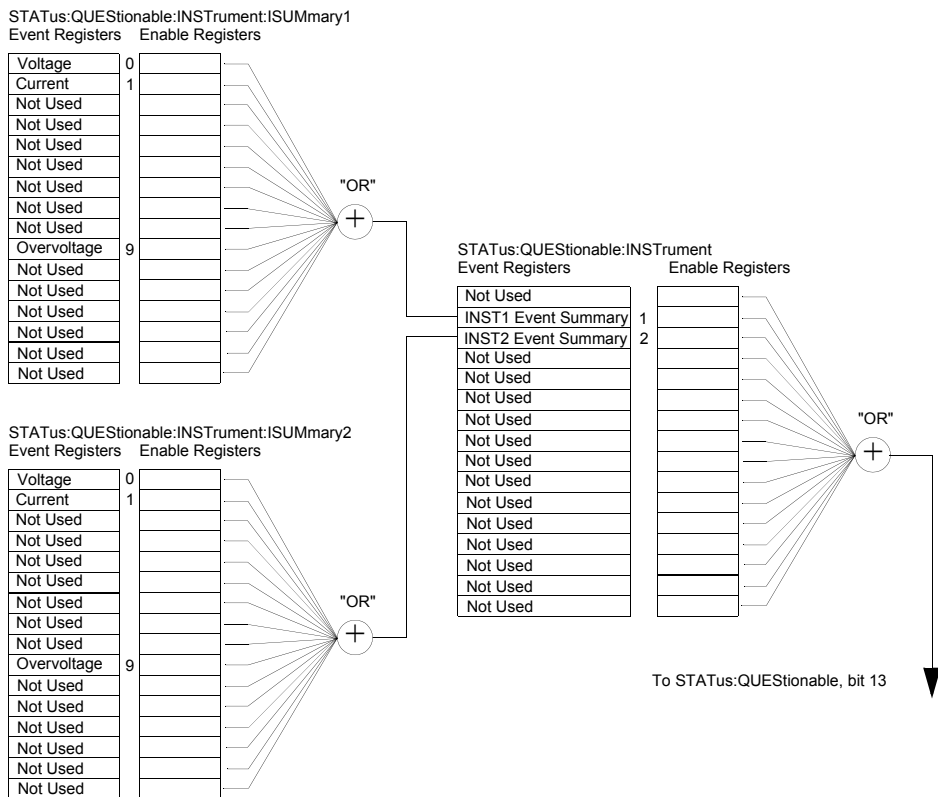 STATus:QUEStionable:INSTrument:ISUMmary1
Event Registers Enable Registers
Voltage 0
Current 1
Not Used
Not Used
Not Used
Not Used
Not Used
Not Used
Not Used
Overvoltage 9
Not Used
Not Used
Not Used
Not Used
Not Used
Not Used
"OR"
+
STATus:QUEStionable:INSTrument:ISUMmary2
Event Registers Enable Registers
Voltage 0
Current 1
Not Used
Not Used
Not Used
Not Used
Not Used
Not Used
Not Used
Overvoltage 9
Not Used
Not Used
Not Used
Not Used
Not Used
Not Used
"OR"
+
STATus:QUEStionable:INSTrument
Event Registers Enable Registers
Not Used
INST1 Event Summary 1
INST2 Event Summary 2
Not Used
Not Used
Not Used
Not Used
Not Used
Not Used
Not Used
Not Used
Not Used
Not Used
Not Used
Not Used
Not Used
"OR"
+
To STATus:QUEStionable, bit 13